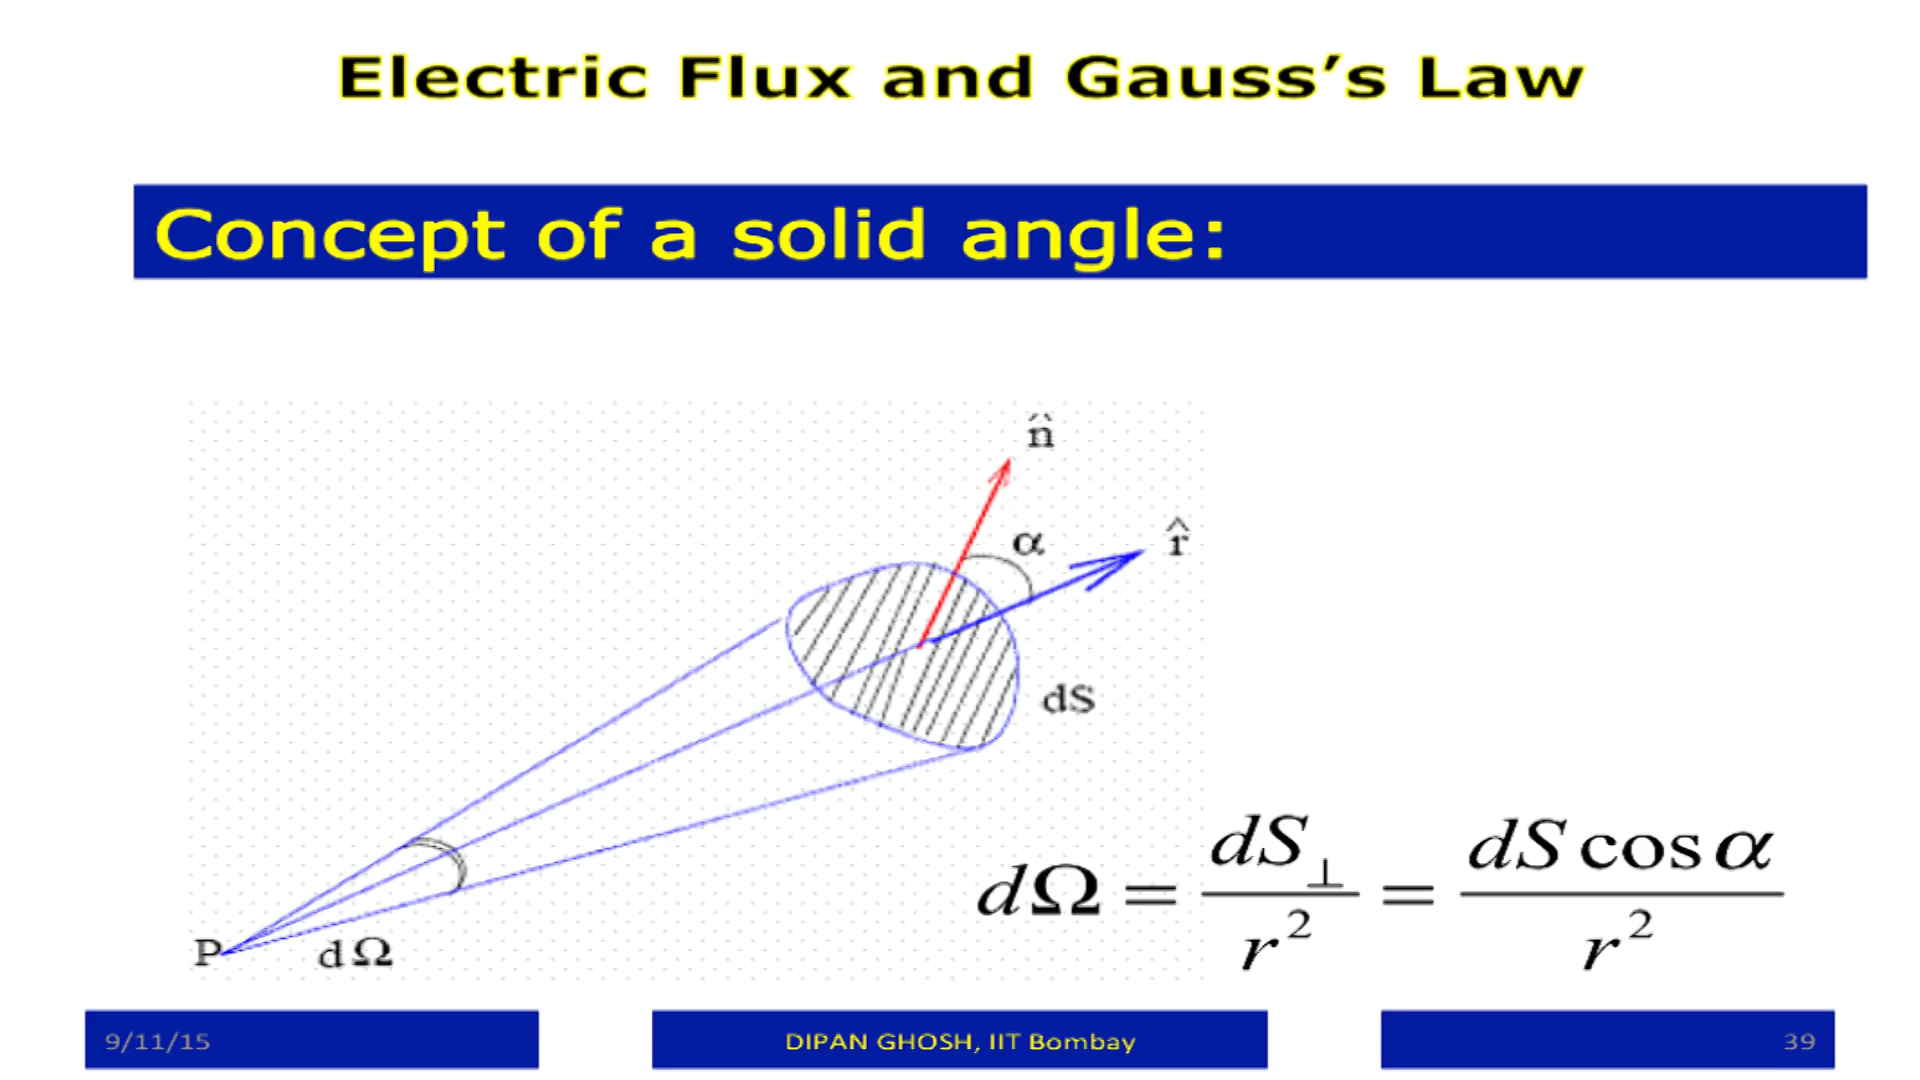 Electric Flux and Gauss’s Law
Concept of a solid angle:
n̂
α
r̂
dS
P
dΩ
dΩ = dS⊥ / r² = dS cos α / r²
9/11/15
DIPAN GHOSH, IIT Bombay
39